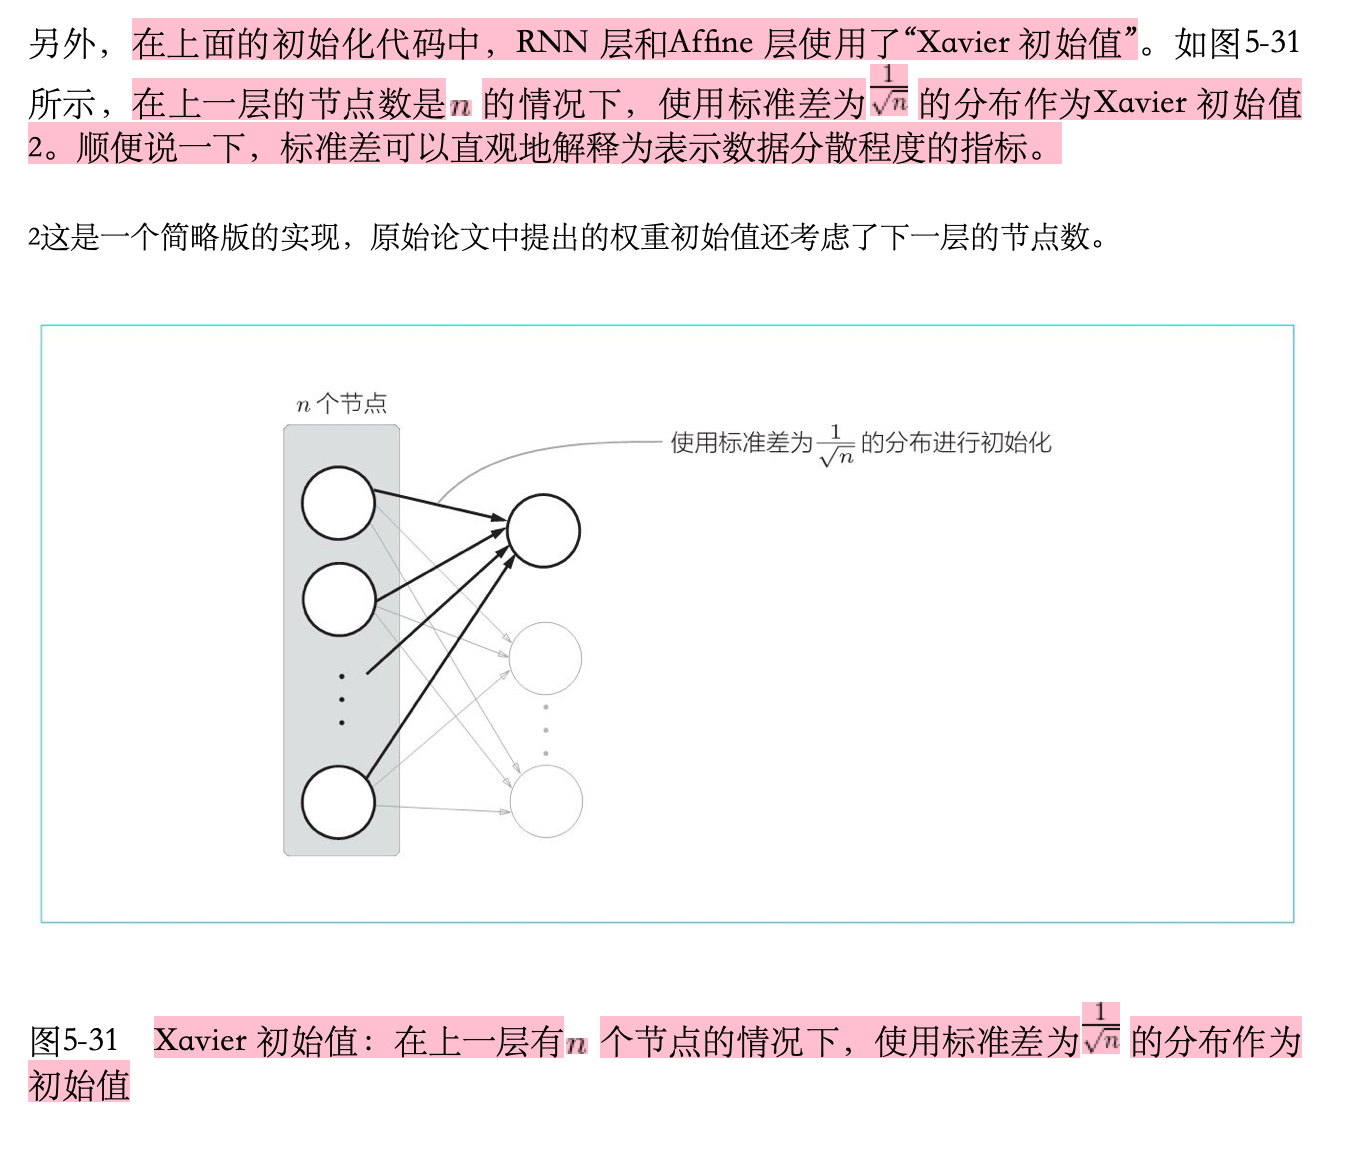 另外，在上面的初始化代码中，RNN 层和Affine 层使用了“Xavier 初始值”。如图5-31
所示，在上一层的节点数是n 的情况下，使用标准差为 1/√n 的分布作为Xavier 初始值
2。顺便说一下，标准差可以直观地解释为表示数据分散程度的指标。
2这是一个简略版的实现，原始论文中提出的权重初始值还考虑了下一层的节点数。
n 个节点
使用标准差为 1/√n 的分布进行初始化
图5-31 Xavier 初始值：在上一层有n 个节点的情况下，使用标准差为 1/√n 的分布作为
初始值